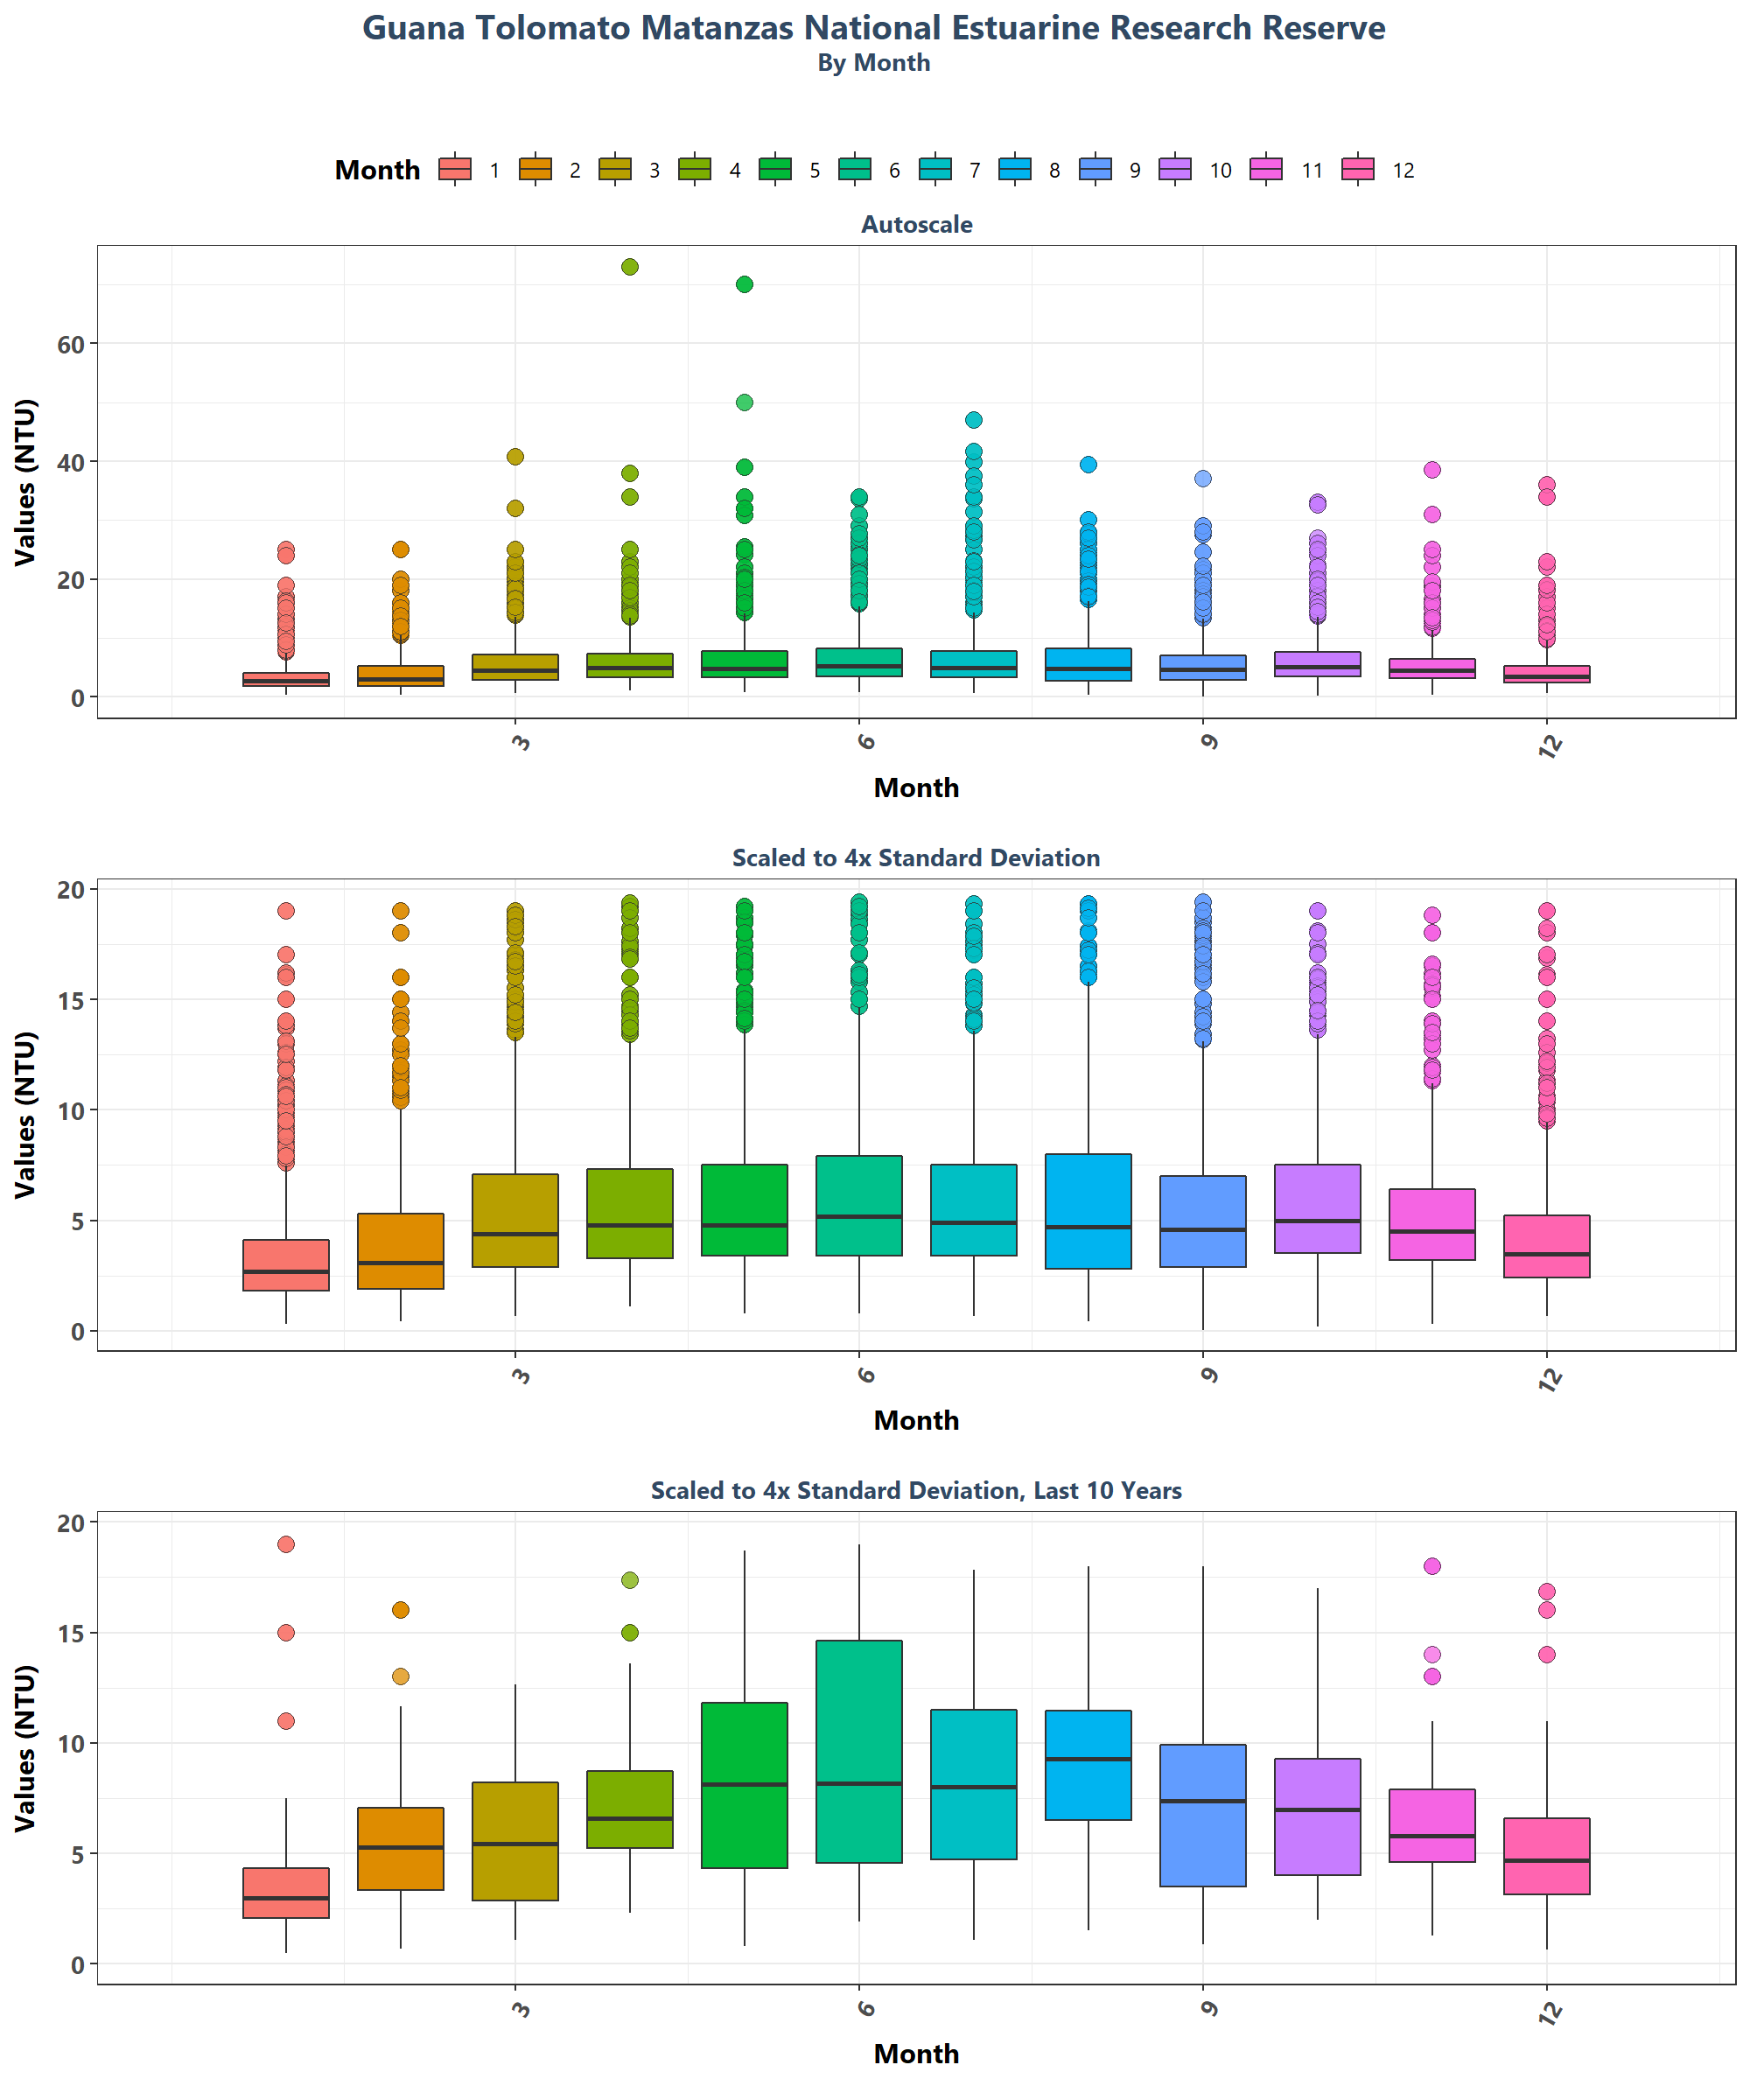 Guana Tolomato Matanzas National Estuarine Research Reserve
By Month
Month 1 2 3 4 5 6 7 8 9 10 11 12
Autoscale
Values (NTU)
60
40
20
0
3 6 9 12
Month
Scaled to 4x Standard Deviation
Values (NTU)
20
15
10
5
0
3 6 9 12
Month
Scaled to 4x Standard Deviation, Last 10 Years
Values (NTU)
20
15
10
5
0
3 6 9 12
Month